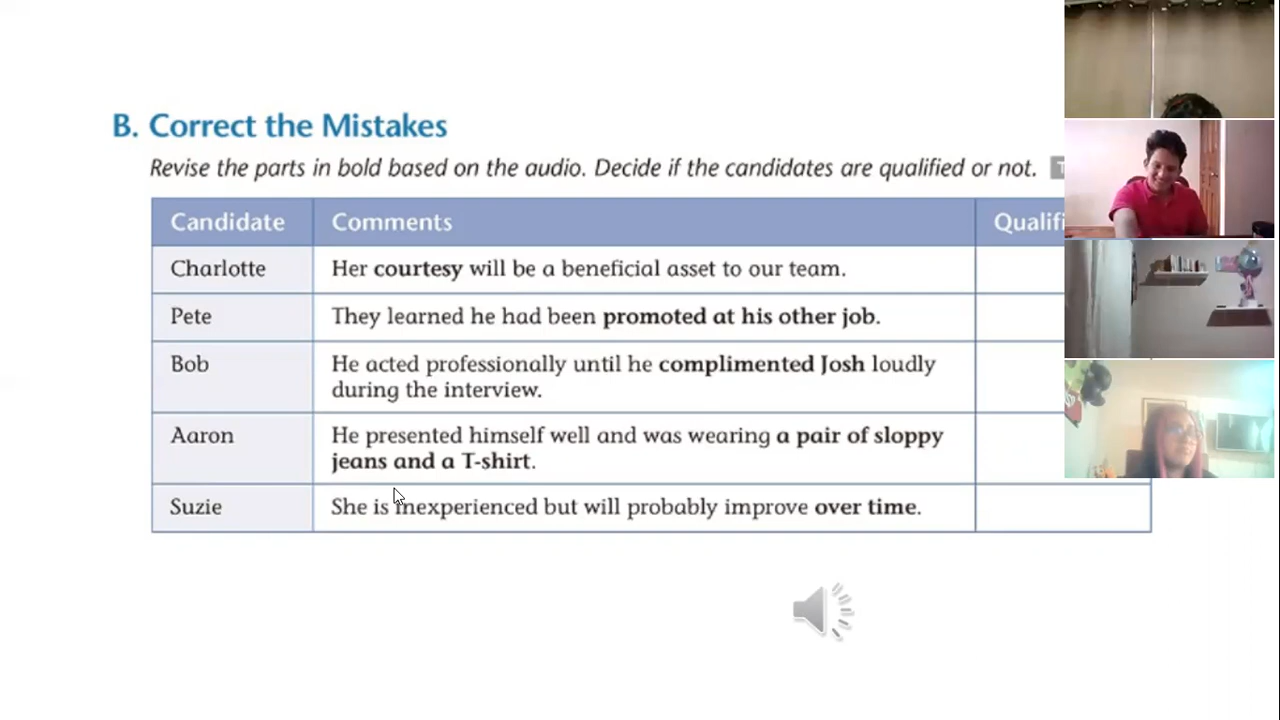 B. Correct the Mistakes
Revise the parts in bold based on the audio. Decide if the candidates are qualified or not.
Candidate Comments
Charlotte Her courtesy will be a beneficial asset to our team.
Pete They learned he had been promoted at his other job.
Bob He acted professionally until he complimented Josh loudly
during the interview.
Aaron He presented himself well and was wearing a pair of sloppy
jeans and a T-shirt.
Suzie She is inexperienced but will probably improve over time.